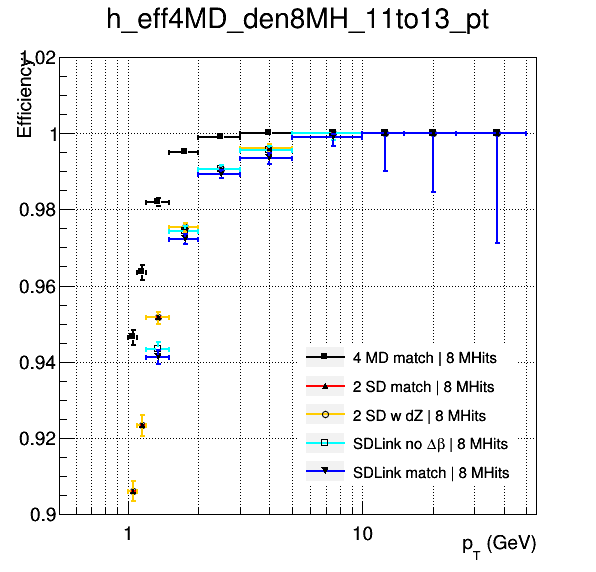 h_eff4MD_den8MH_11to13_pt
Efficiency
1.02
1
0.98
0.96
0.94
0.92
0.9
4 MD match | 8 MHits
2 SD match | 8 MHits
2 SD w dZ | 8 MHits
SDLink no Δβ | 8 MHits
SDLink match | 8 MHits
1
10
p_T (GeV)